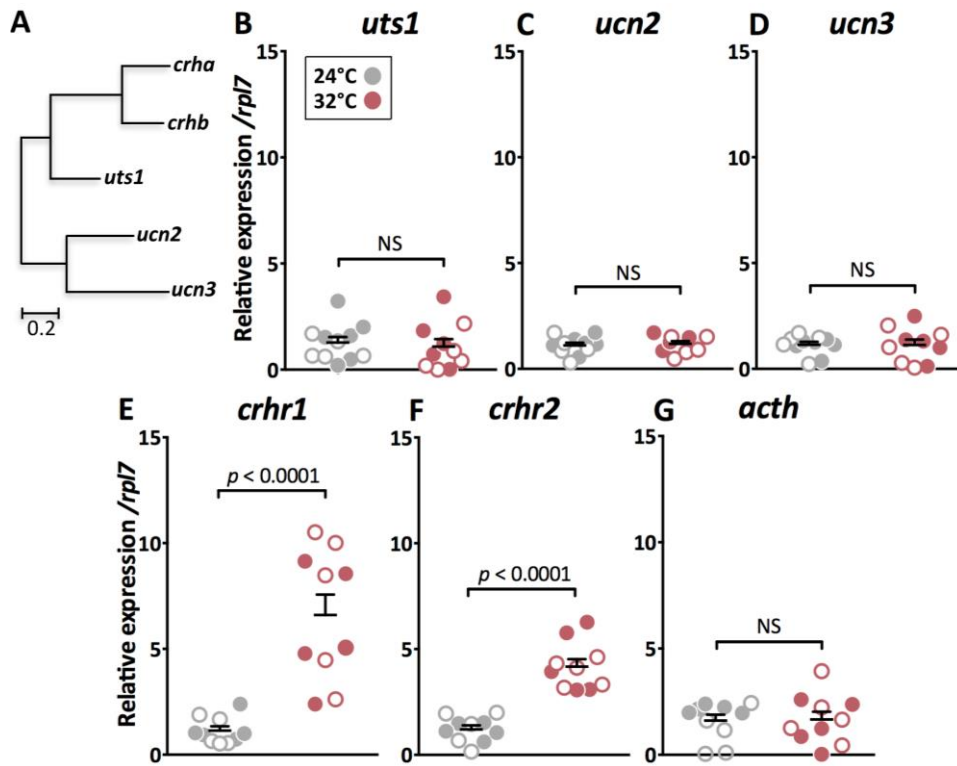 A
crha
crhb
uts1
ucn2
ucn3
0.2
B uts1
Relative expression /rpl7
15
10
5
0
24°C
32°C
NS
C ucn2
15
10
5
0
NS
D ucn3
15
10
5
0
NS
E crhr1
Relative expression /rpl7
15
10
5
0
p < 0.0001
F crhr2
15
10
5
0
p < 0.0001
G acth
15
10
5
0
NS